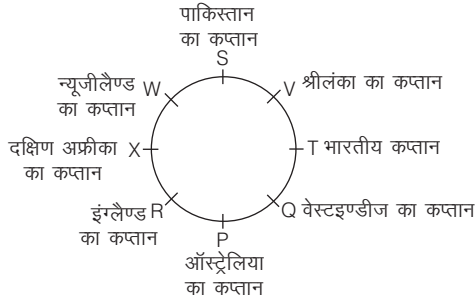 पाकिस्तान
का कप्तान
S
न्यूजीलैण्ड W
का कप्तान
V श्रीलंका का कप्तान
दक्षिण अफ्रीका X
का कप्तान
T भारतीय कप्तान
इंग्लैण्ड R
का कप्तान
Q वेस्टइण्डीज का कप्तान
P
ऑस्ट्रेलिया
का कप्तान